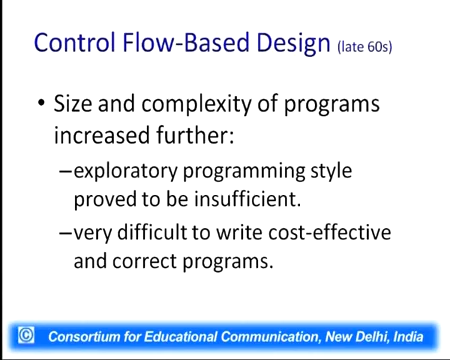 Control Flow-Based Design (late 60s)
• Size and complexity of programs
increased further:
–exploratory programming style
proved to be insufficient.
–very difficult to write cost-effective
and correct programs.
© Consortium for Educational Communication, New Delhi, India